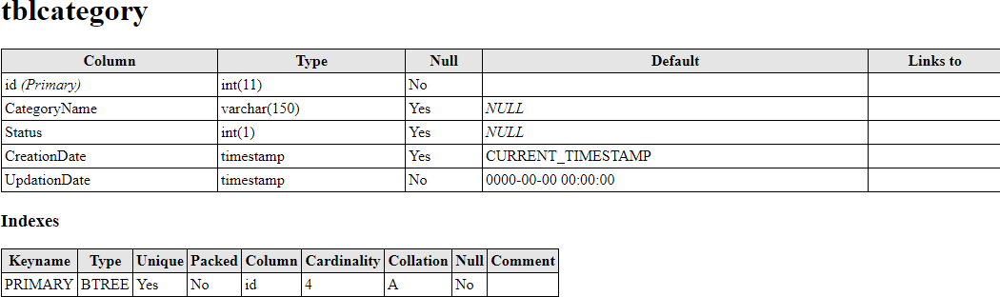 tblcategory
Column Type Null Default Links to
id (Primary) int(11) No
CategoryName varchar(150) Yes NULL
Status int(1) Yes NULL
CreationDate timestamp Yes CURRENT_TIMESTAMP
UpdationDate timestamp No 0000-00-00 00:00:00
Indexes
Keyname Type Unique Packed Column Cardinality Collation Null Comment
PRIMARY BTREE Yes No id 4 A No